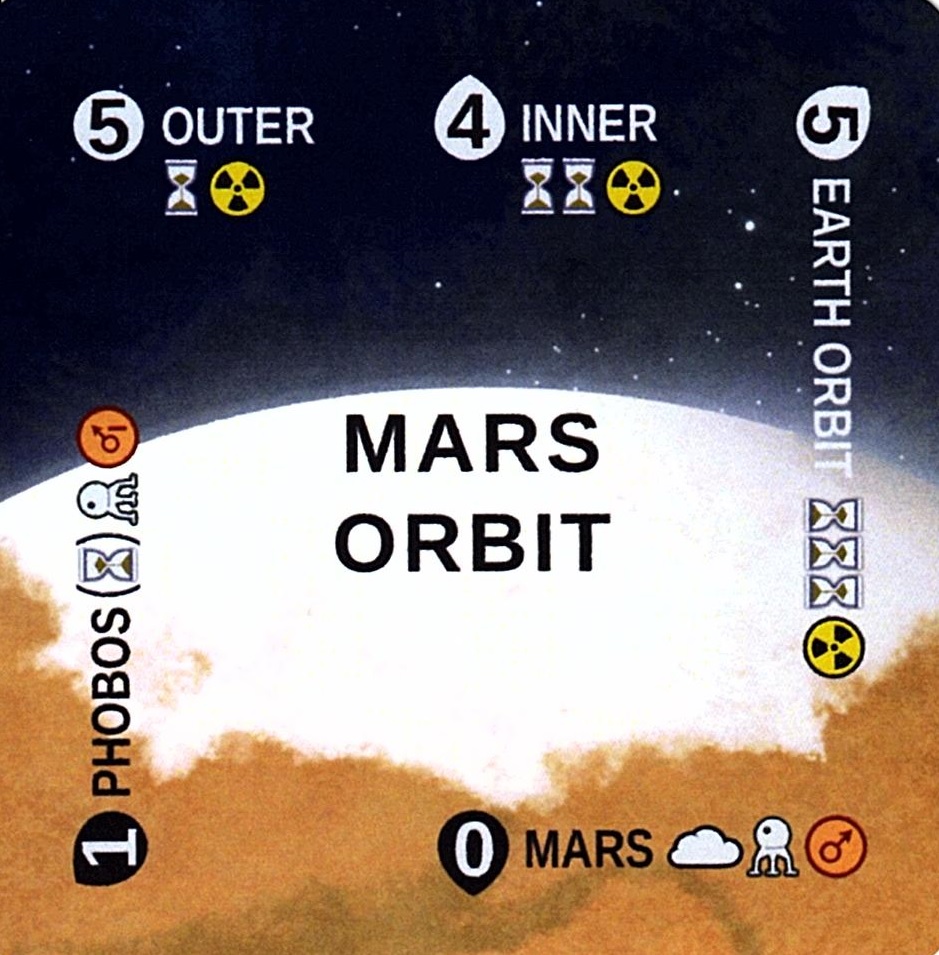 5 OUTER
4 INNER
5 EARTH ORBIT
MARS
ORBIT
1 PHOBOS ( )
0 MARS